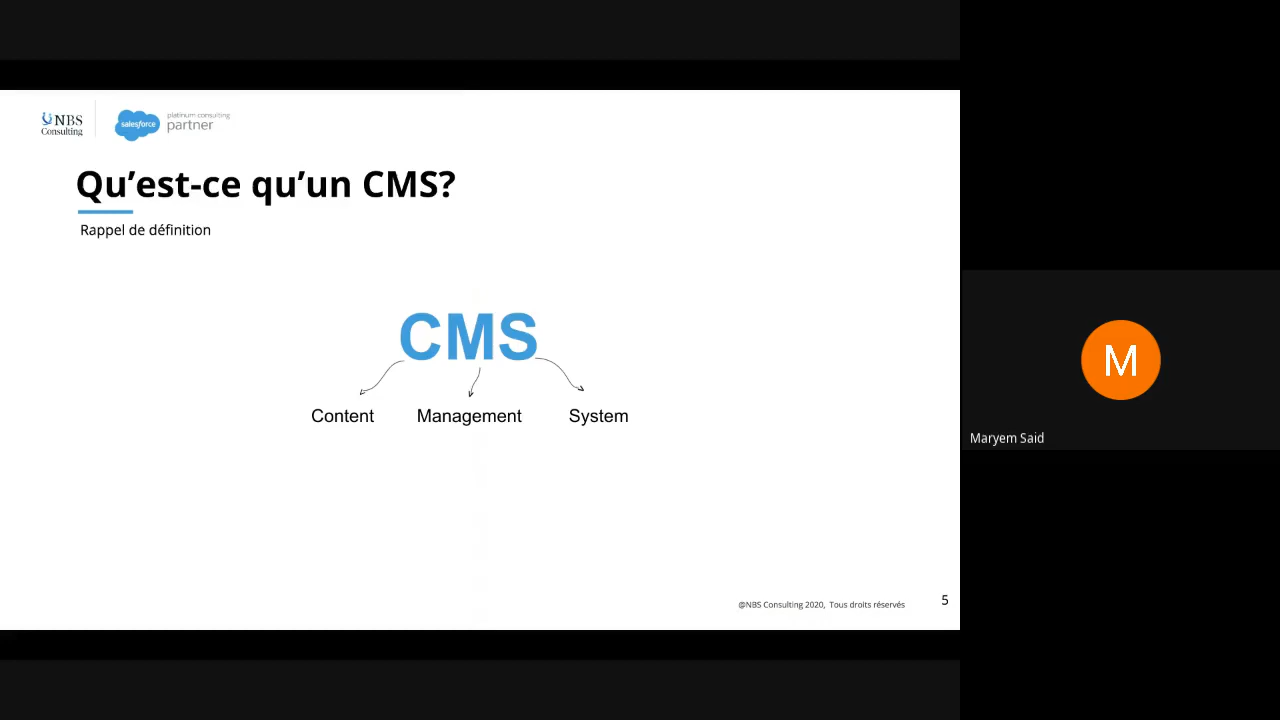 NBS
Consulting
salesforce
platinum consulting
partner
Qu’est-ce qu’un CMS?
Rappel de définition
CMS
Content Management System
@NBS Consulting 2020, Tous droits réservés
5
M
Maryem Said